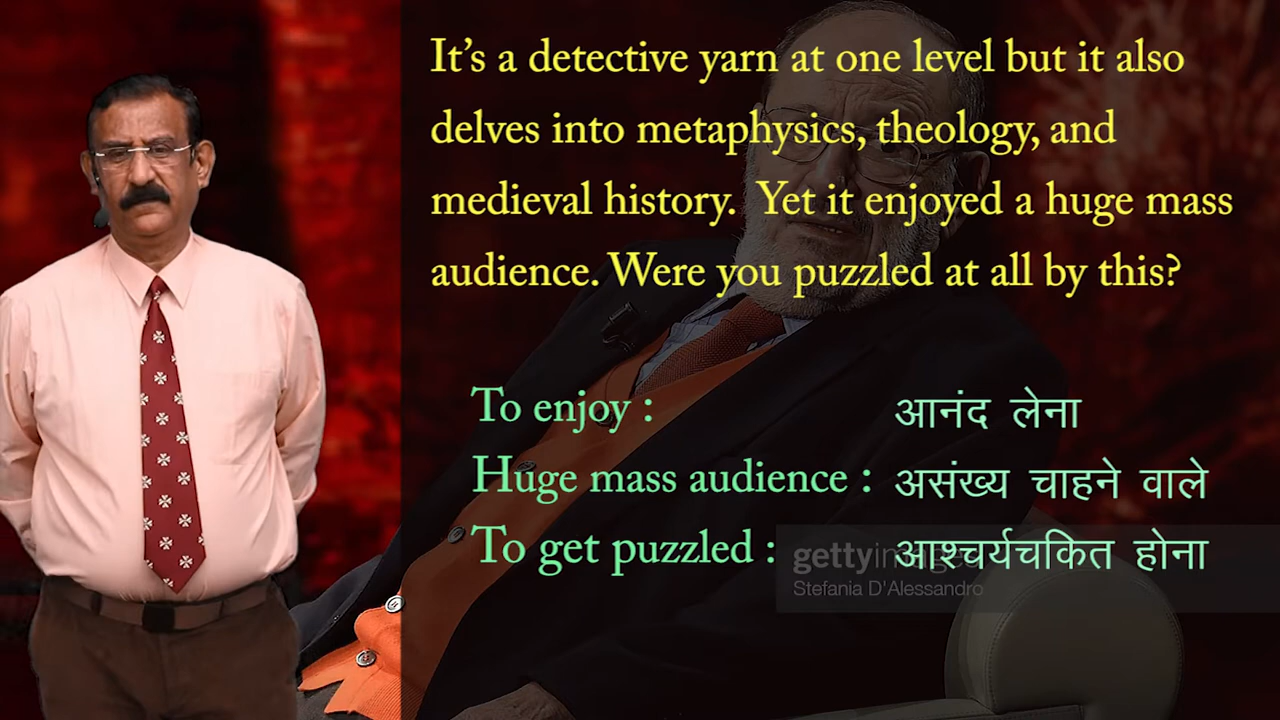 It's a detective yarn at one level but it also
delves into metaphysics, theology, and
medieval history. Yet it enjoyed a huge mass
audience. Were you puzzled at all by this?
To enjoy : आनंद लेना
Huge mass audience : असंख्य चाहने वाले
To get puzzled : आश्चर्यचकित होना
gettyimages
Stefania D'Alessandro